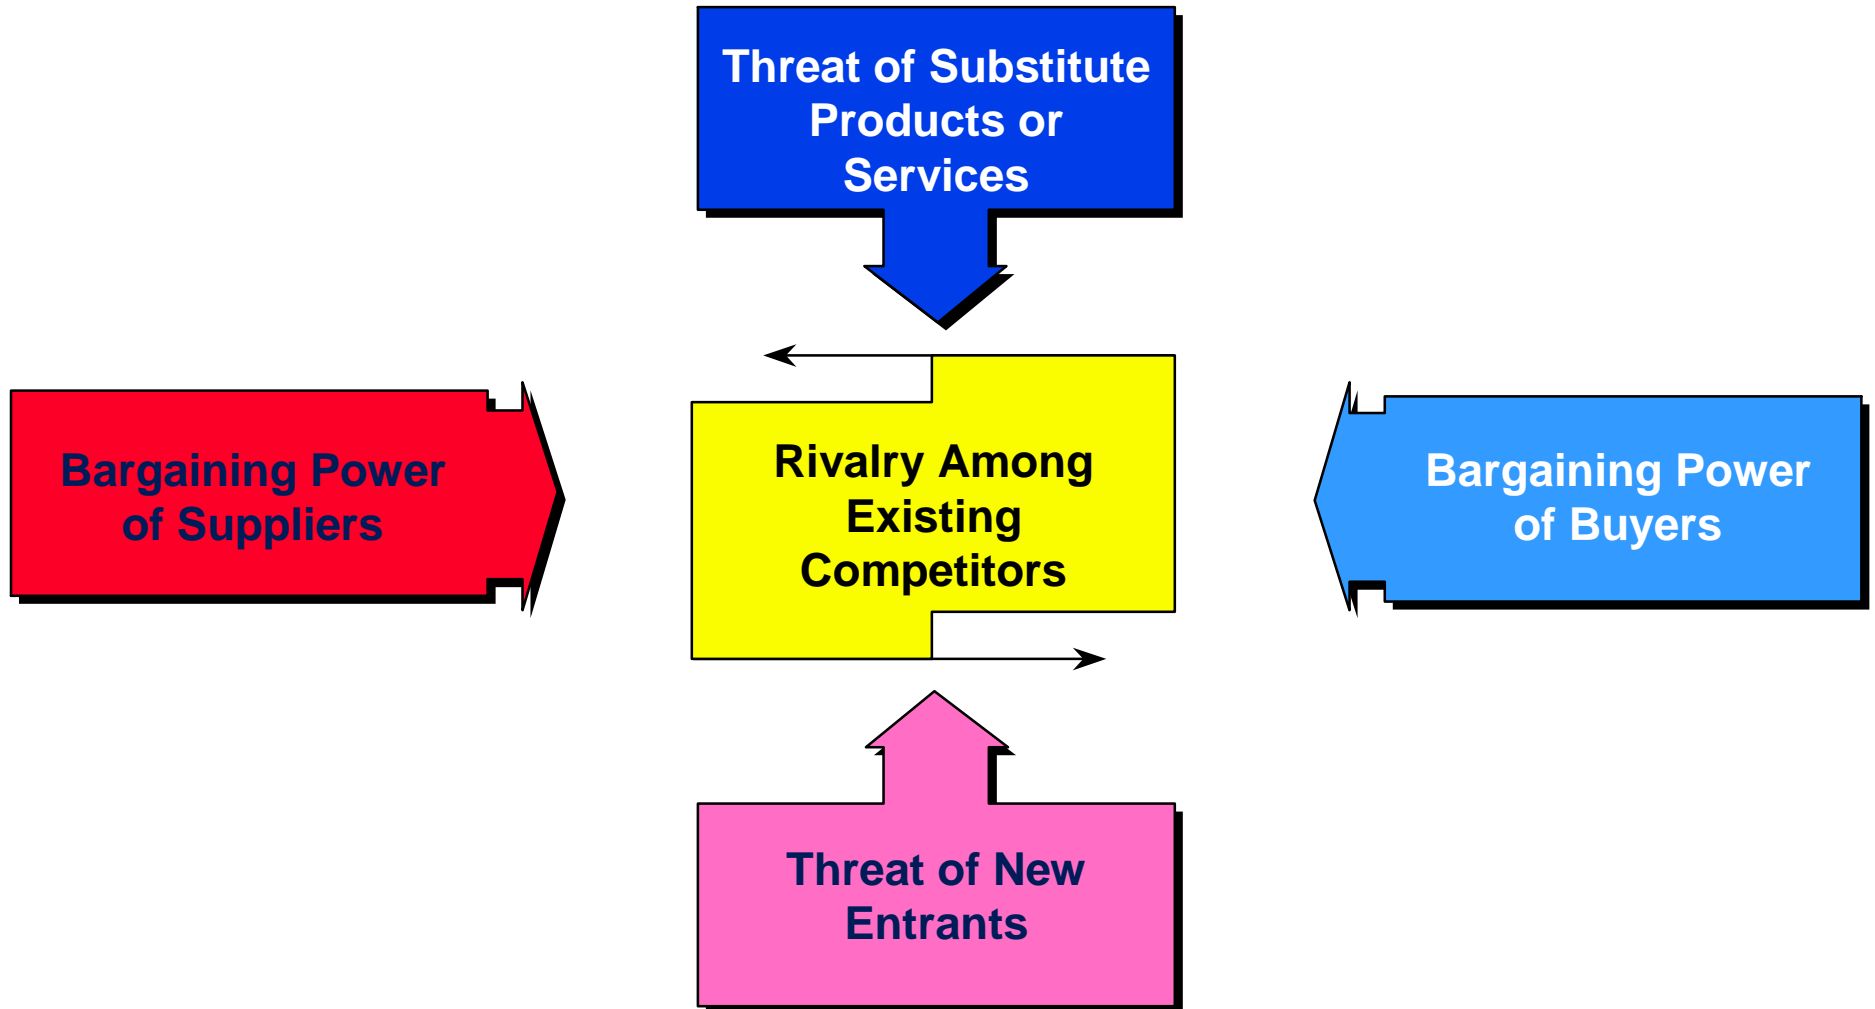 Threat of Substitute
Products or
Services
Bargaining Power
of Suppliers
Rivalry Among
Existing
Competitors
Bargaining Power
of Buyers
Threat of New
Entrants